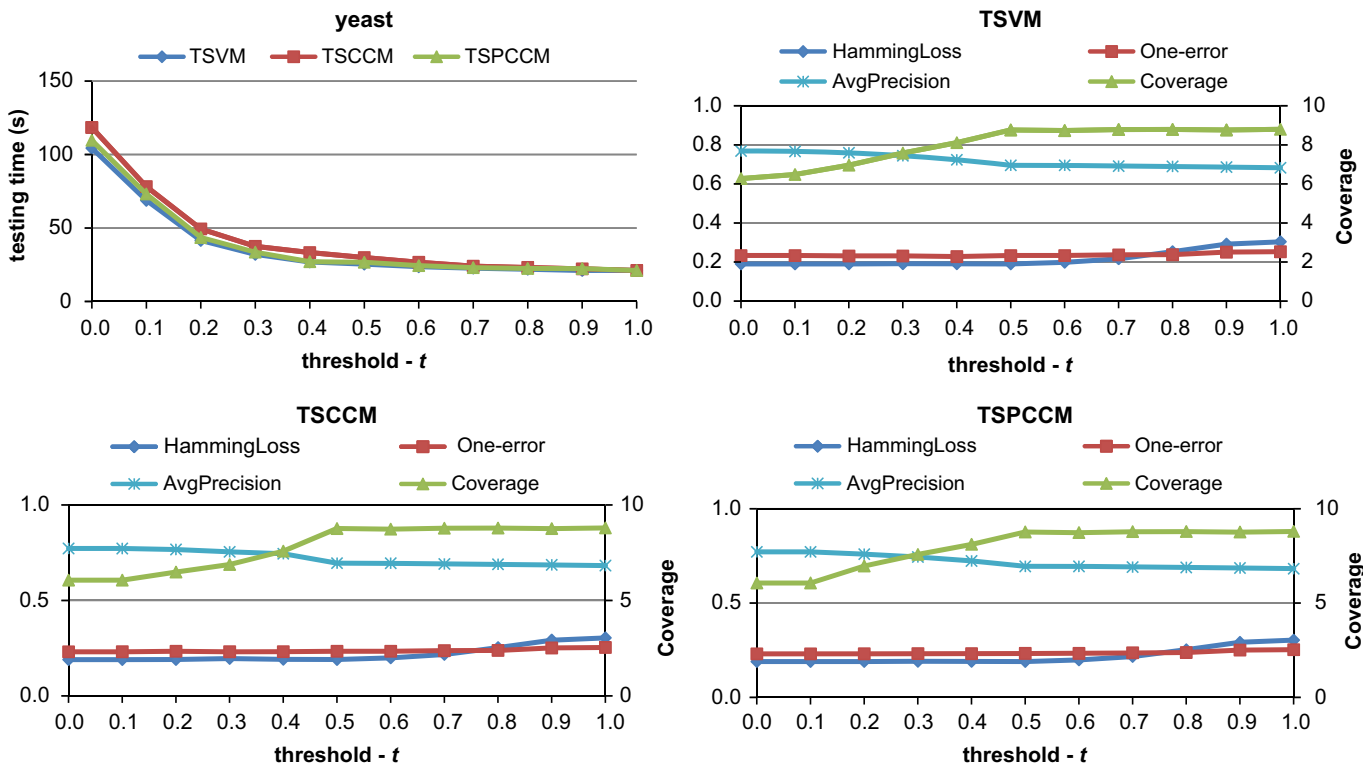 yeast
TSVM TSCCM TSPCCM
150
100
50
0
testing time (s)
0.0 0.1 0.2 0.3 0.4 0.5 0.6 0.7 0.8 0.9 1.0
threshold - t
TSVM
HammingLoss One-error
AvgPrecision Coverage
1.0
0.8
0.6
0.4
0.2
0.0
10
8
6
4
2
0
Coverage
0.0 0.1 0.2 0.3 0.4 0.5 0.6 0.7 0.8 0.9 1.0
threshold - t
TSCCM
HammingLoss One-error
AvgPrecision Coverage
1.0
0.5
0.0
10
5
0
Coverage
0.0 0.1 0.2 0.3 0.4 0.5 0.6 0.7 0.8 0.9 1.0
threshold - t
TSPCCM
HammingLoss One-error
AvgPrecision Coverage
1.0
0.5
0.0
10
5
0
Coverage
0.0 0.1 0.2 0.3 0.4 0.5 0.6 0.7 0.8 0.9 1.0
threshold - t